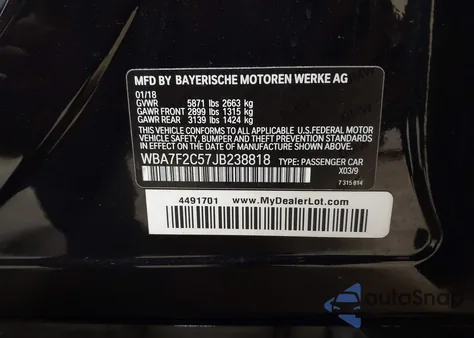 MFD BY BAYERISCHE MOTOREN WERKE AG
01/18
GVWR 5871 lbs 2663 kg
GAWR FRONT 2899 lbs 1315 kg
GAWR REAR 3139 lbs 1424 kg
THIS VEHICLE CONFORMS TO ALL APPLICABLE U.S. FEDERAL MOTOR
VEHICLE SAFETY, BUMPER, AND THEFT PREVENTION STANDARDS
IN EFFECT ON THE DATE OF MANUFACTURE SHOWN ABOVE.
WBA7F2C57JB238818 TYPE: PASSENGER CAR
X03/9
7 315 814
4491701 www.MyDealerLot.com
autoSnap